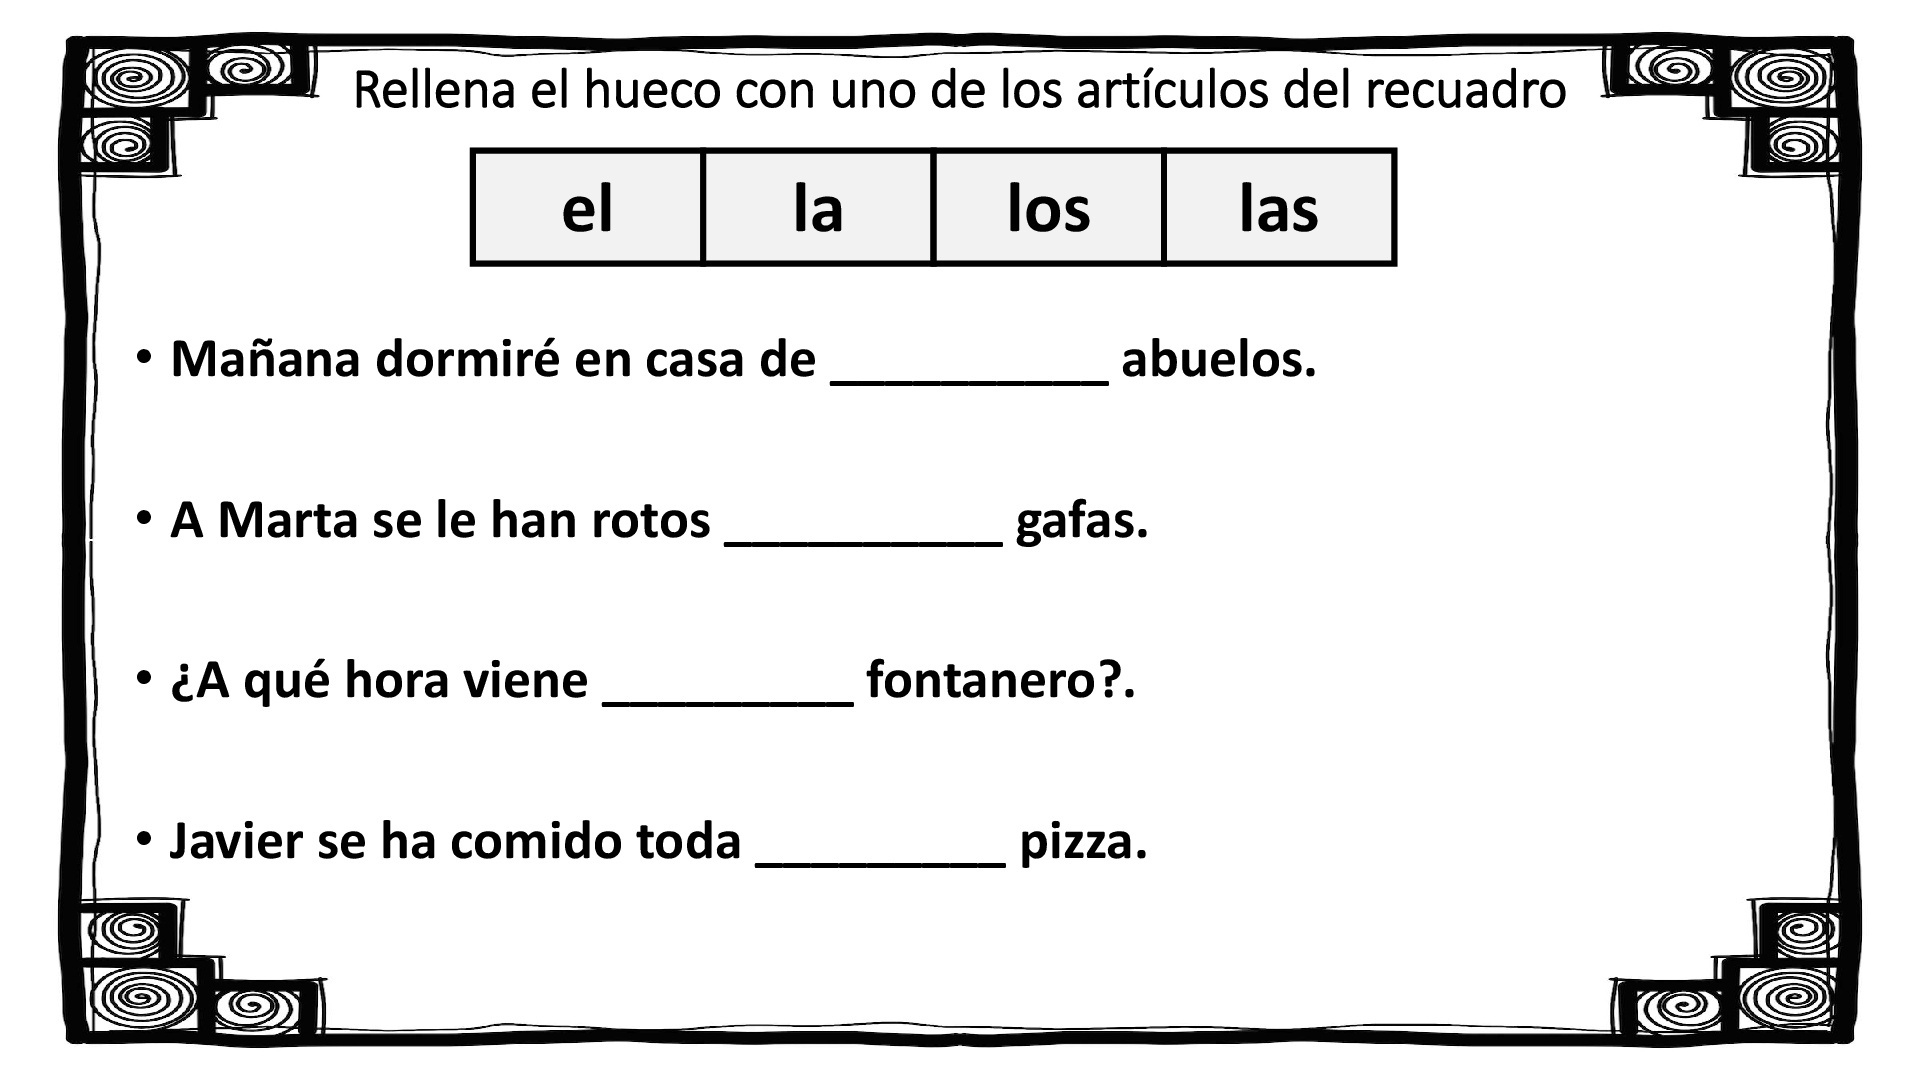 Rellena el hueco con uno de los artículos del recuadro
el la los las
• Mañana dormiré en casa de __________ abuelos.
• A Marta se le han rotos __________ gafas.
• ¿A qué hora viene _________ fontanero?.
• Javier se ha comido toda _________ pizza.